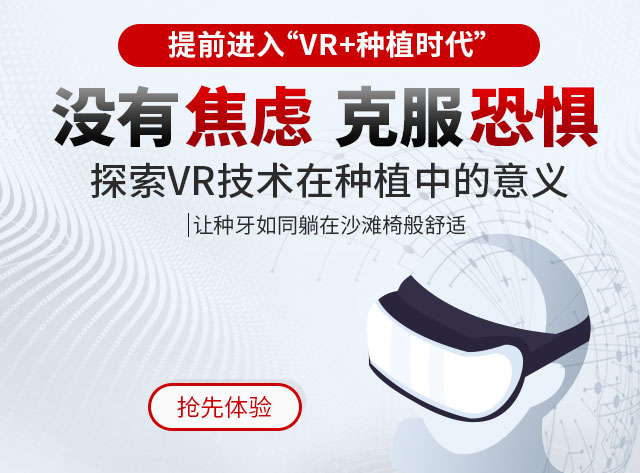 提前进入“VR+种植时代”
没有焦虑 克服恐惧
探索VR技术在种植中的意义
|让种牙如同躺在沙滩椅般舒适
抢先体验